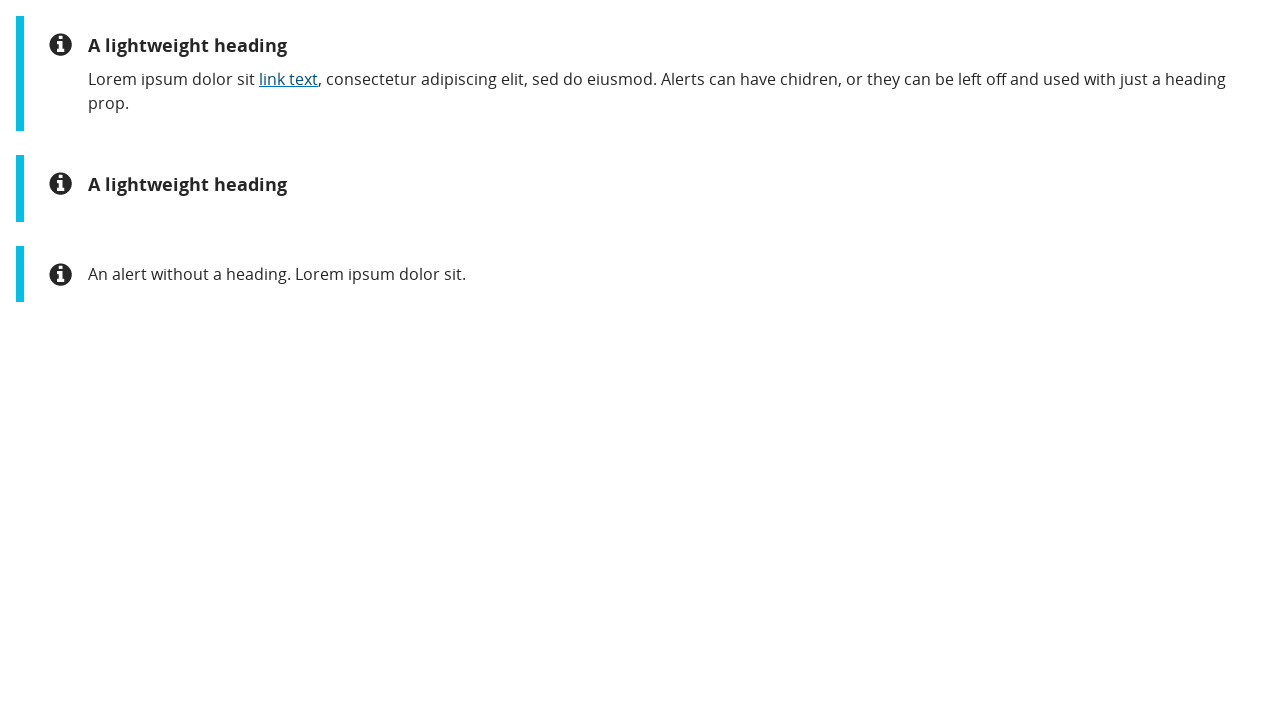 A lightweight heading
Lorem ipsum dolor sit link text, consectetur adipiscing elit, sed do eiusmod. Alerts can have chidren, or they can be left off and used with just a heading
prop.
A lightweight heading
An alert without a heading. Lorem ipsum dolor sit.